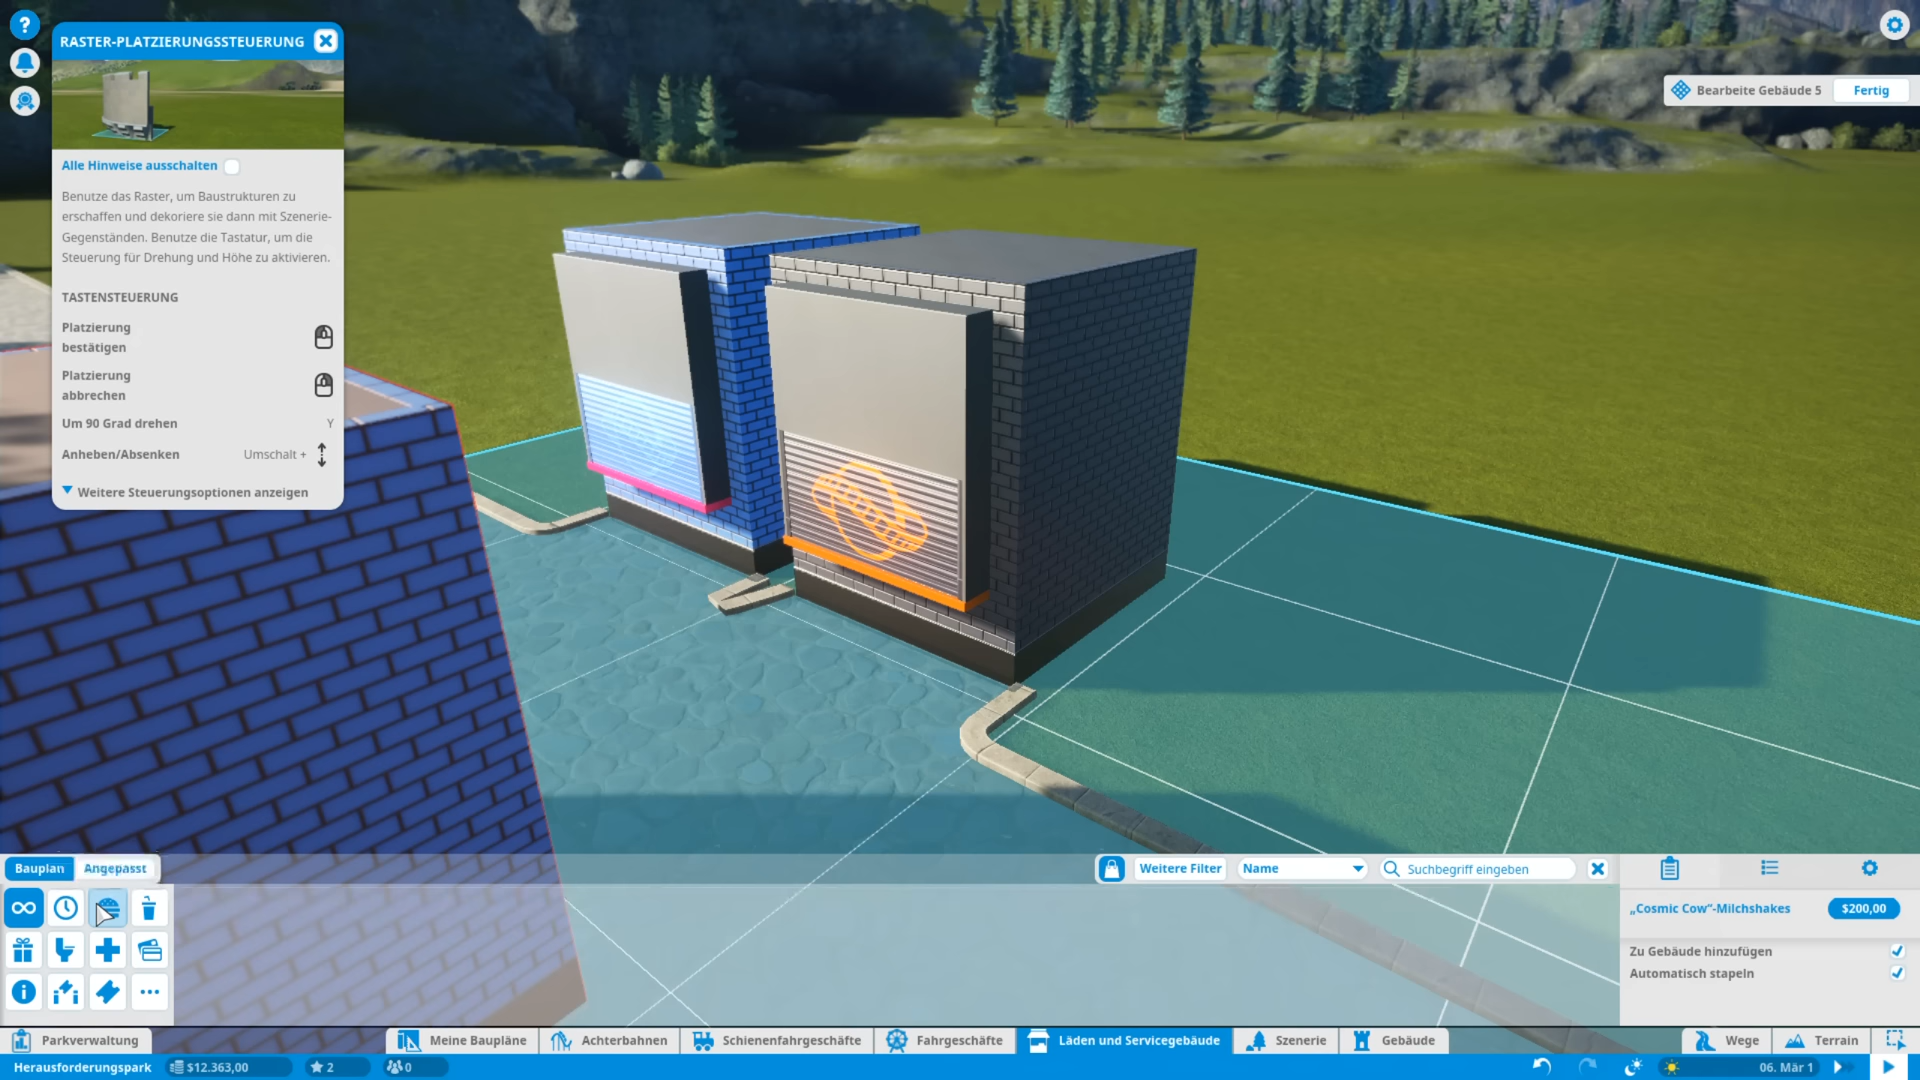 ?
RASTER-PLATZIERUNGSSTEUERUNG
Alle Hinweise ausschalten
Benutze das Raster, um Baustrukturen zu
erschaffen und dekoriere sie dann mit Szenerie-
Gegenständen. Benutze die Tastatur, um die
Steuerung für Drehung und Höhe zu aktivieren.
TASTENSTEUERUNG
Platzierung
bestätigen
Platzierung
abbrechen
Um 90 Grad drehen Y
Anheben/Absenken Umschalt +
Weitere Steuerungsoptionen anzeigen
Bearbeite Gebäude 5 Fertig
Bauplan Angepasst
Weitere Filter Name Suchbegriff eingeben
„Cosmic Cow“-Milchshakes $200,00
Zu Gebäude hinzufügen
Automatisch stapeln
Parkverwaltung Meine Baupläne Achterbahnen Schienenfahrgeschäfte Fahrgeschäfte Läden und Servicegebäude Szenerie Gebäude Wege Terrain
Herausforderungspark $12.363,00 2 0 06. Mär 1